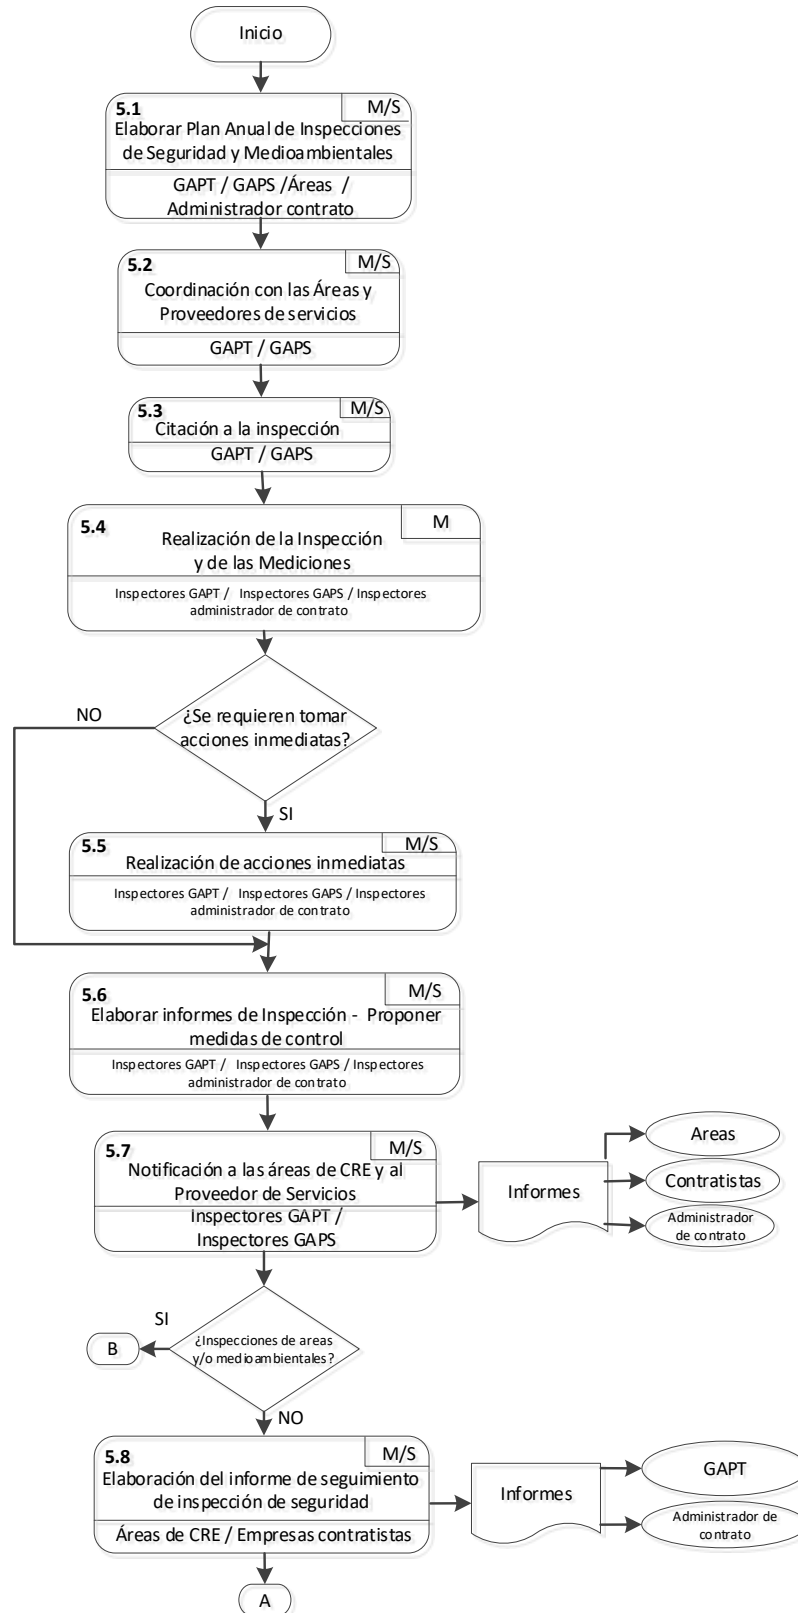 Inicio
5.1
M/S
Elaborar Plan Anual de Inspecciones
de Seguridad y Medioambientales
GAPT / GAPS /Áreas /
Administrador contrato
5.2
M/S
Coordinación con las Áreas y
Proveedores de servicios
GAPT / GAPS
5.3
M/S
Citación a la inspección
GAPT / GAPS
5.4
M
Realización de la Inspección
y de las Mediciones
Inspectores GAPT / Inspectores GAPS / Inspectores
administrador de contrato
¿Se requieren tomar
acciones inmediatas?
NO
SI
5.5
M/S
Realización de acciones inmediatas
Inspectores GAPT / Inspectores GAPS / Inspectores
administrador de contrato
5.6
M/S
Elaborar informes de Inspección - Proponer
medidas de control
Inspectores GAPT / Inspectores GAPS / Inspectores
administrador de contrato
5.7
M/S
Notificación a las áreas de CRE y al
Proveedor de Servicios
Inspectores GAPT /
Inspectores GAPS
Informes
Areas
Contratistas
Administrador
de contrato
SI
B
¿Inspecciones de areas
y/o medioambientales?
NO
5.8
M/S
Elaboración del informe de seguimiento
de inspección de seguridad
Áreas de CRE / Empresas contratistas
Informes
GAPT
Administrador de
contrato
A